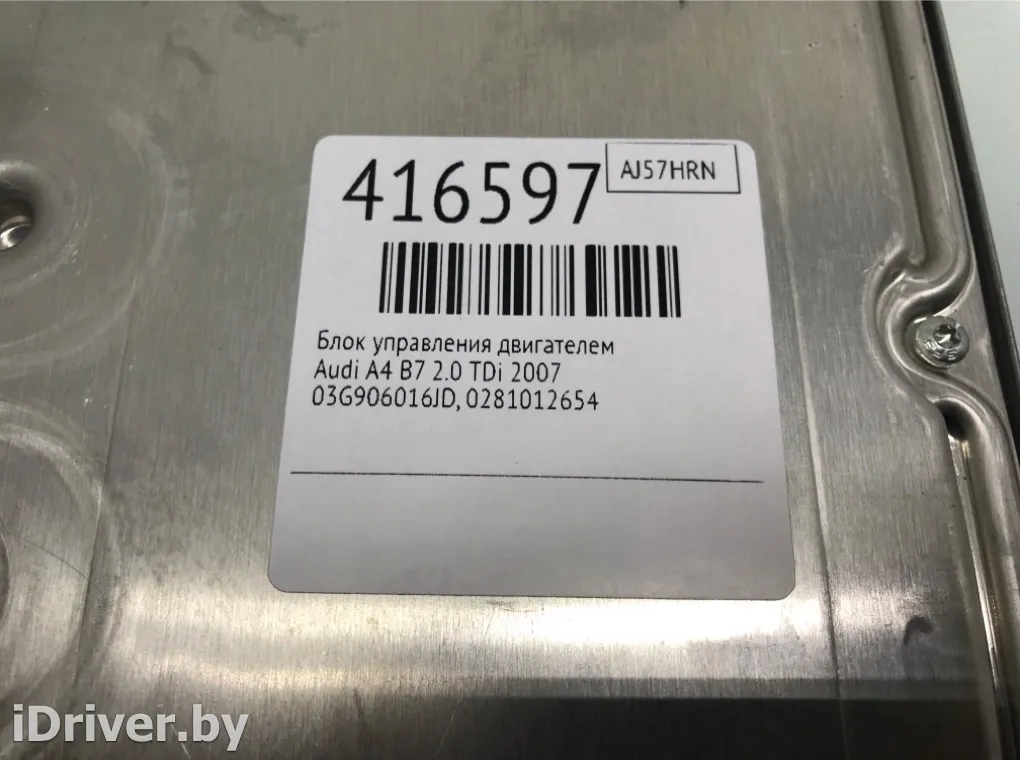 416597
AJ57HRN
Блок управления двигателем
Audi A4 B7 2.0 TDi 2007
03G906016JD, 0281012654
iDriver.by